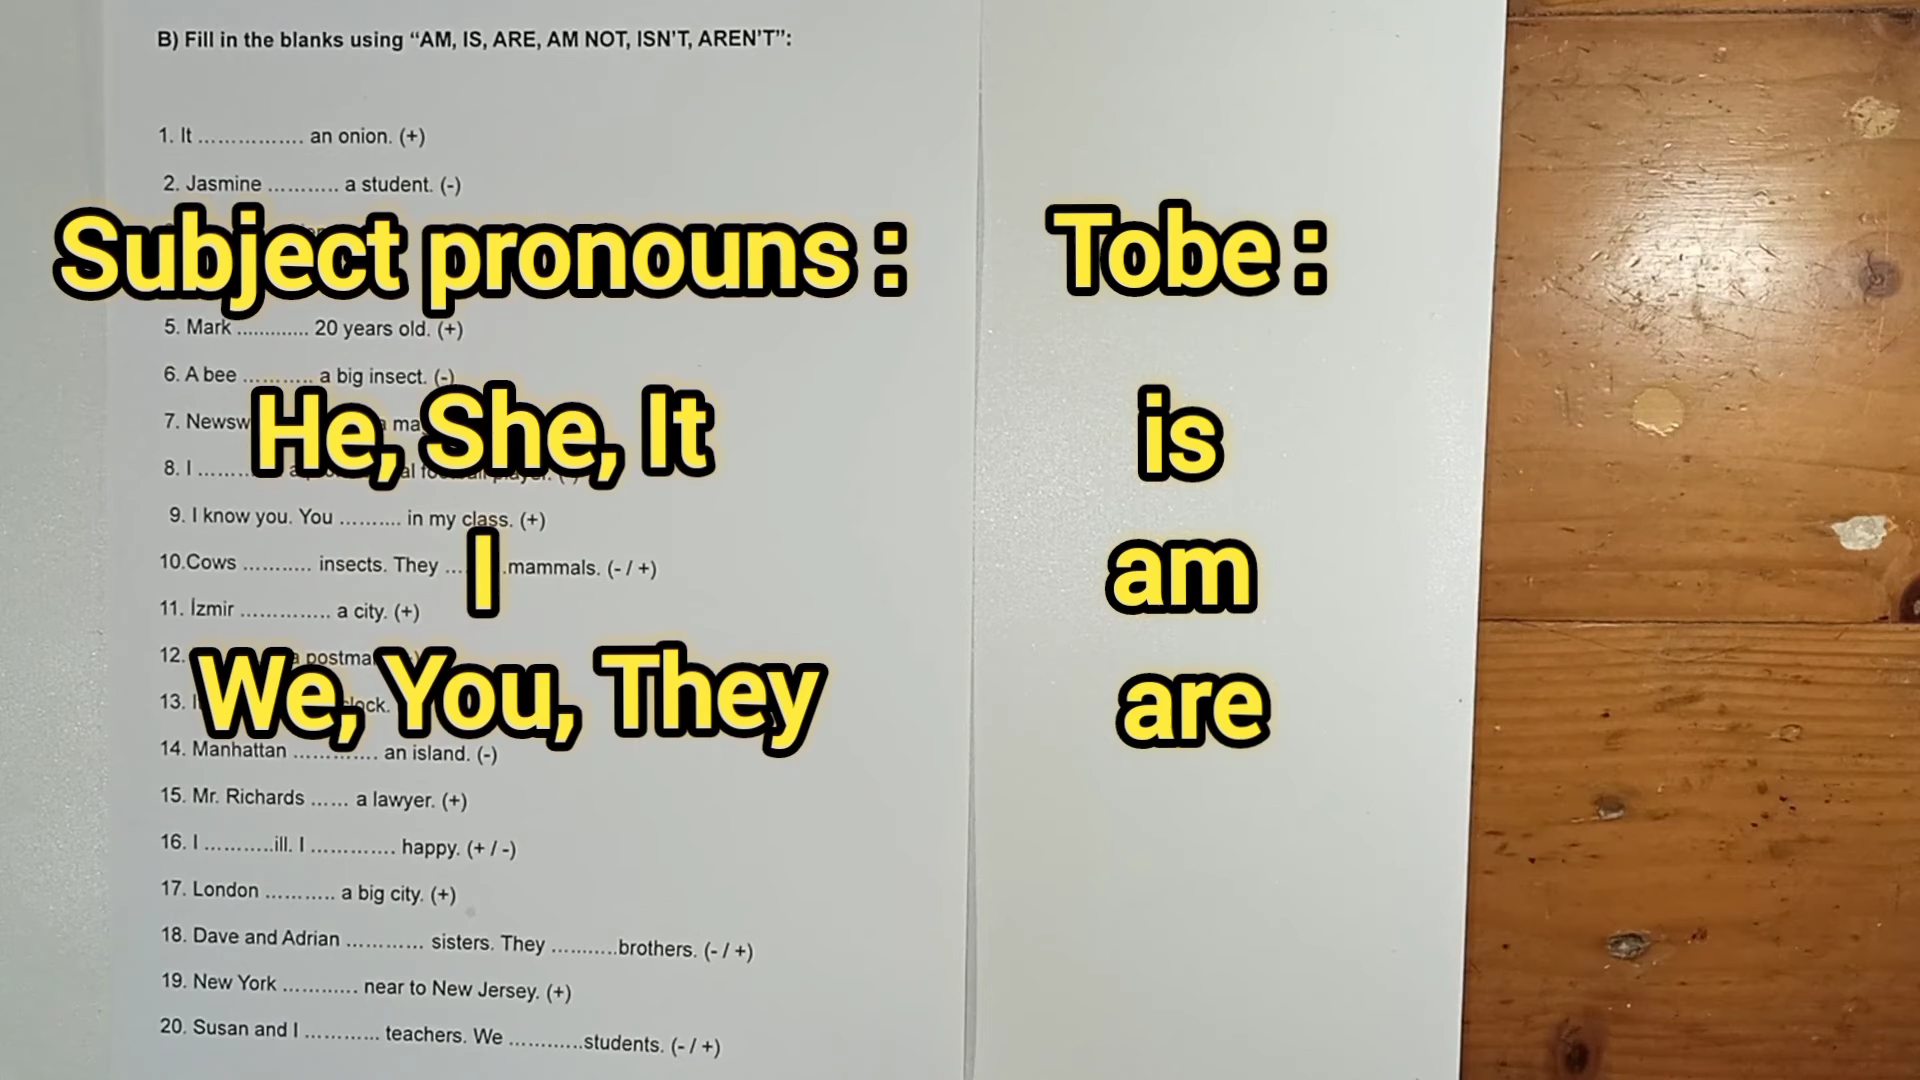 B) Fill in the blanks using “AM, IS, ARE, AM NOT, ISN’T, AREN’T”:
1. It ................ an onion. (+)
2. Jasmine ........... a student. (-)
Subject pronouns :
Tobe :
5. Mark ............. 20 years old. (+)
6. A bee ........... a big insect. (-)
7.
He, She, It
is
8. I ........
9. I know you. You .......... in my class. (+)
10.Cows ........... insects. They ... .mammals. (- / +)
I
am
11. İzmir .............. a city. (+)
12. a
We, You, They
are
13.
14. Manhattan ............. an island. (-)
15. Mr. Richards ...... a lawyer. (+)
16. I ...........ill. I ............. happy. (+ / -)
17. London ........... a big city. (+)
18. Dave and Adrian ............ sisters. They ..........brothers. (- / +)
19. New York ............ near to New Jersey. (+)
20. Susan and I ............ teachers. We ............students. (- / +)